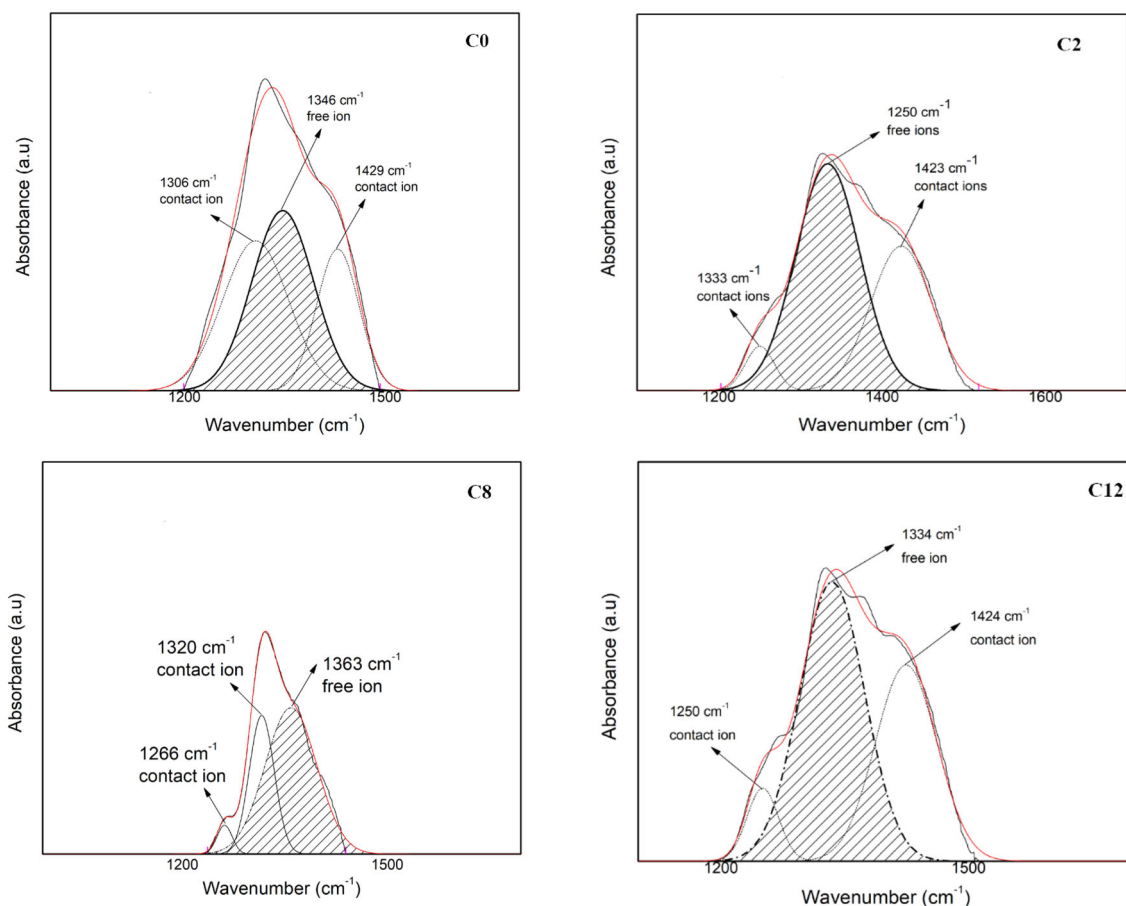 C0
1346 cm⁻¹
free ion
1306 cm⁻¹
contact ion
1429 cm⁻¹
contact ion
Absorbance (a.u)
1200 1500
Wavenumber (cm⁻¹)
C2
1250 cm⁻¹
free ions
1423 cm⁻¹
contact ions
1333 cm⁻¹
contact ions
Absorbance (a.u)
1200 1400 1600
Wavenumber (cm⁻¹)
C8
1320 cm⁻¹
contact ion
1363 cm⁻¹
free ion
1266 cm⁻¹
contact ion
Absorbance (a.u)
1200 1500
Wavenumber (cm⁻¹)
C12
1334 cm⁻¹
free ion
1424 cm⁻¹
contact ion
1250 cm⁻¹
contact ion
Absorbance (a.u)
1200 1500
Wavenumber (cm⁻¹)